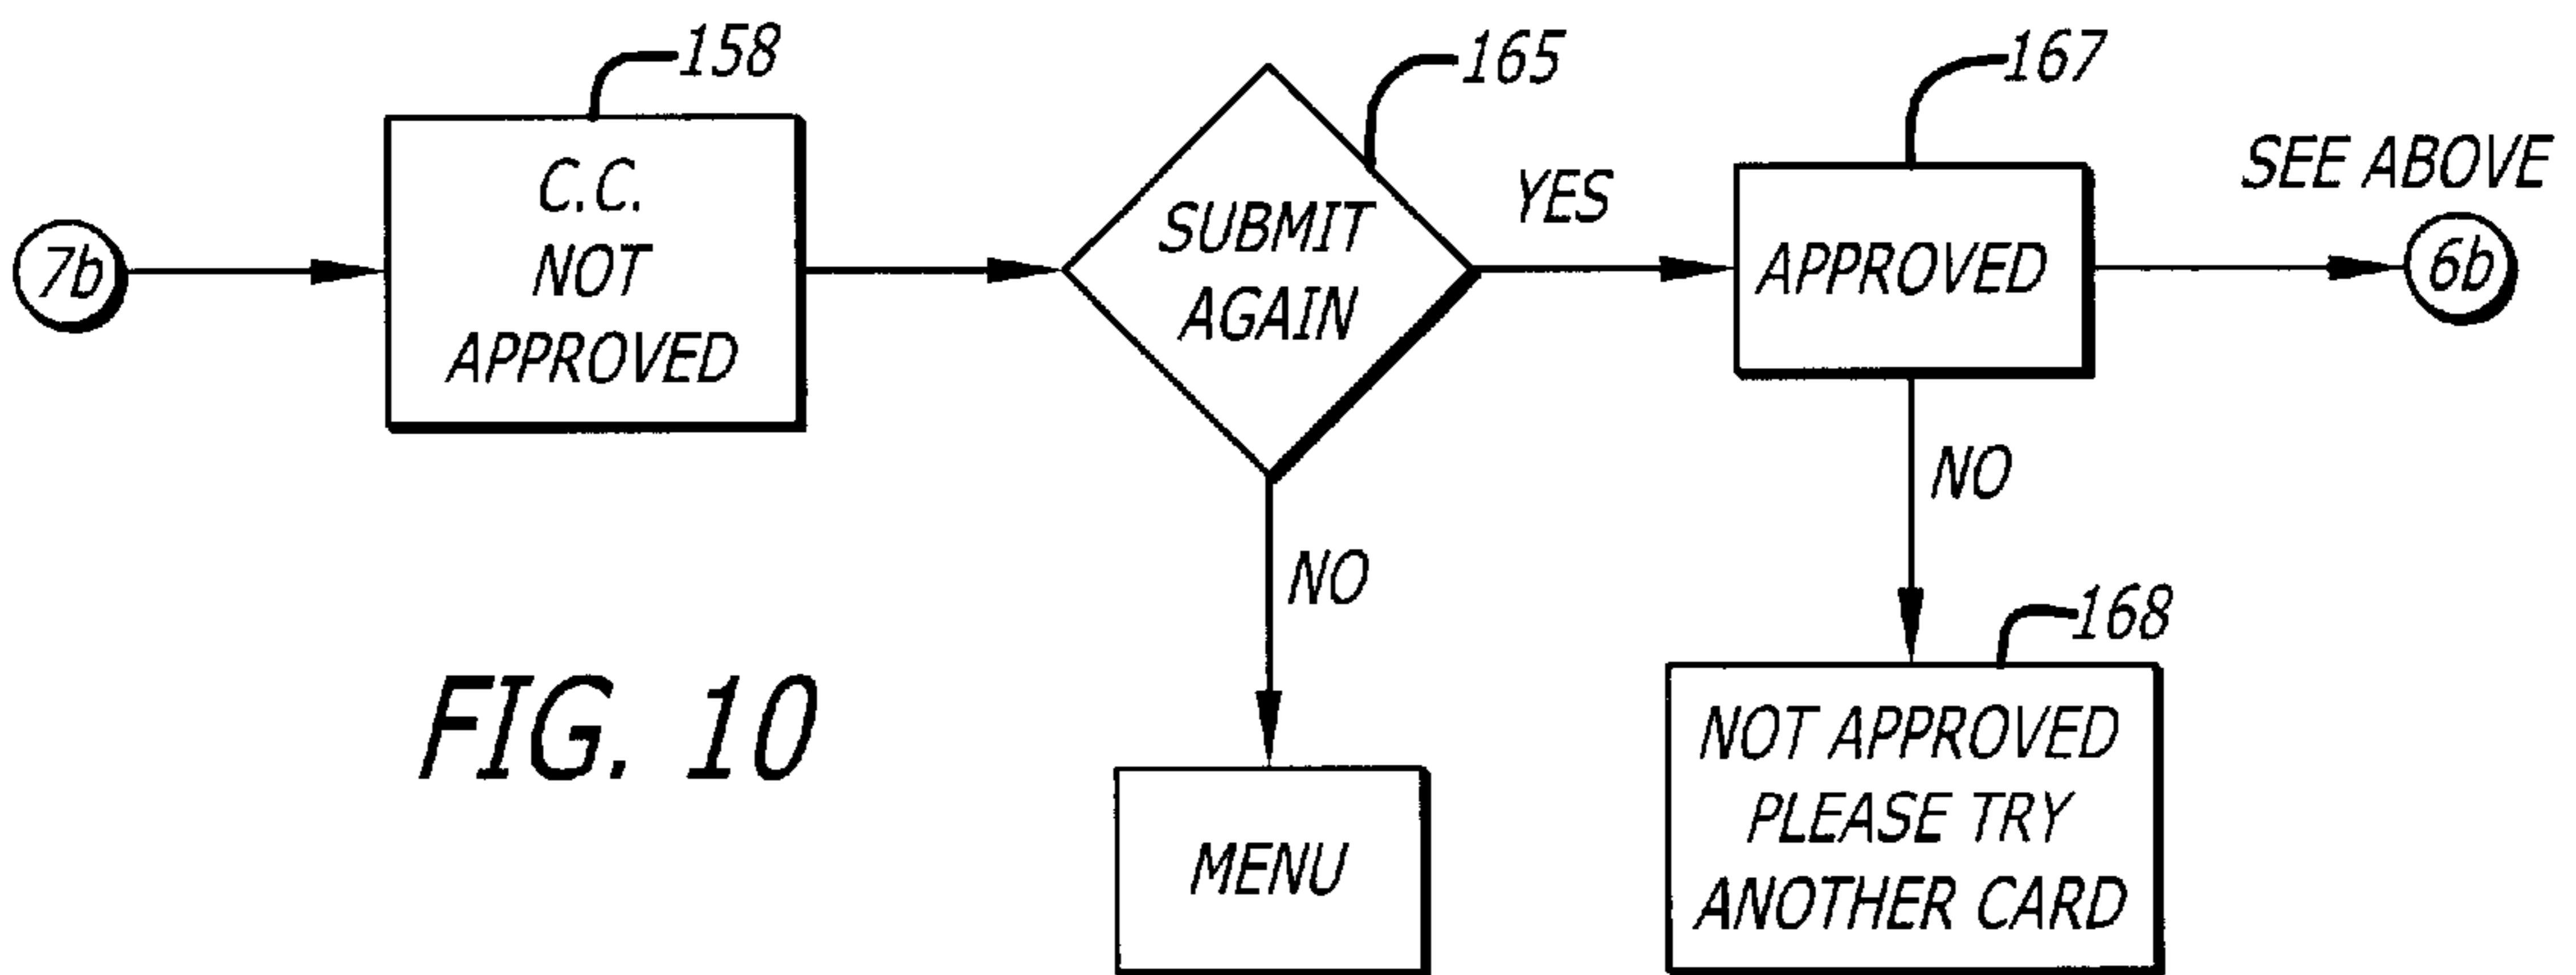 158
165
167
SEE ABOVE
7b
C.C.
NOT
APPROVED
SUBMIT
AGAIN
YES
APPROVED
6b
NO
NO
168
FIG. 10
MENU
NOT APPROVED
PLEASE TRY
ANOTHER CARD